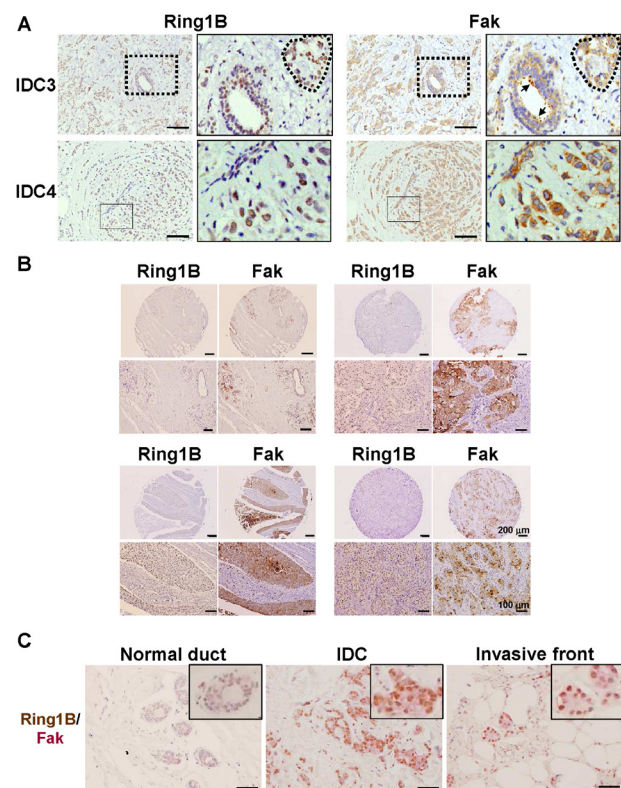 A
Ring1B
Fak
IDC3
IDC4
B
Ring1B Fak Ring1B Fak
Ring1B Fak Ring1B Fak
200 µm
100 µm
C
Normal duct IDC Invasive front
Ring1B/
Fak